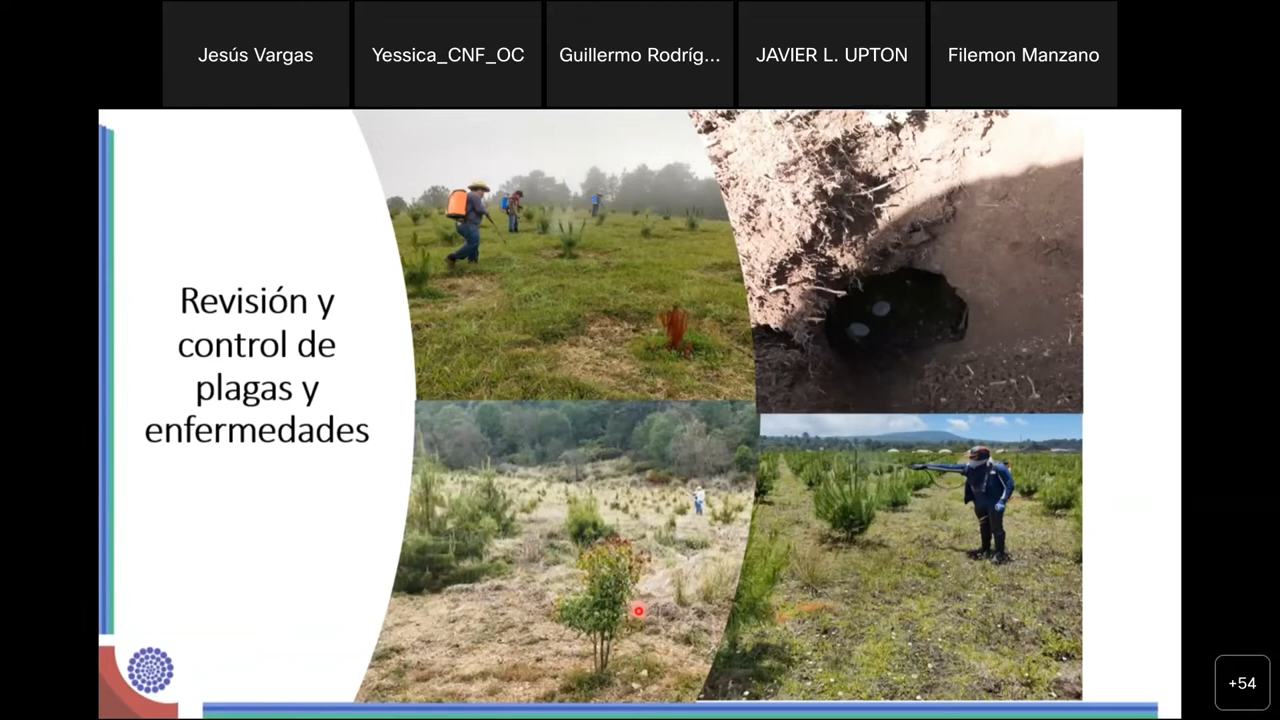 Jesús Vargas
Yessica_CNF_OC
Guillermo Rodríg...
JAVIER L. UPTON
Filemon Manzano
Revisión y
control de
plagas y
enfermedades
+54